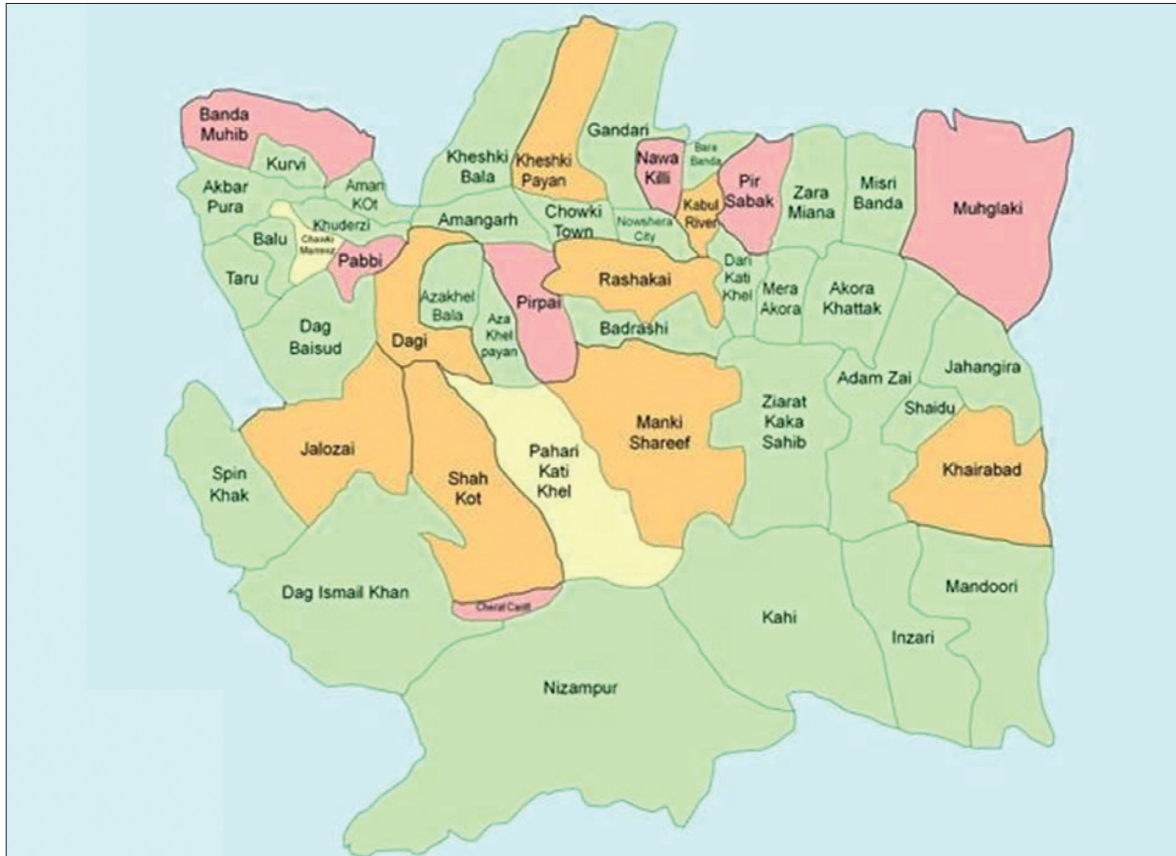 Banda
Muhib
Kurvi
Akbar
Pura
Aman
KOt
Khuderzi
Balu
Chowki
Taru
Pabbi
Dag
Baisud
Kheshki
Bala
Kheshki
Payan
Gandari
Nawa
Killi
Bara
Banda
Kabul
River
Pir
Sabak
Zara
Miana
Misri
Banda
Muhglaki
Amangarh
Chowki
Town
Nowshera
City
Dagi
Azakhel
Bala
Aza
Khel
payan
Pirpai
Rashakai
Badrashi
Dari
Kati
Khel
Mera
Akora
Akora
Khattak
Adam Zai
Jahangira
Shaidu
Khairabad
Jalozai
Spin
Khak
Shah
Kot
Pahari
Kati
Khel
Manki
Shareef
Ziarat
Kaka
Sahib
Dag Ismail Khan
Cherat Cantt
Nizampur
Kahi
Inzari
Mandoori